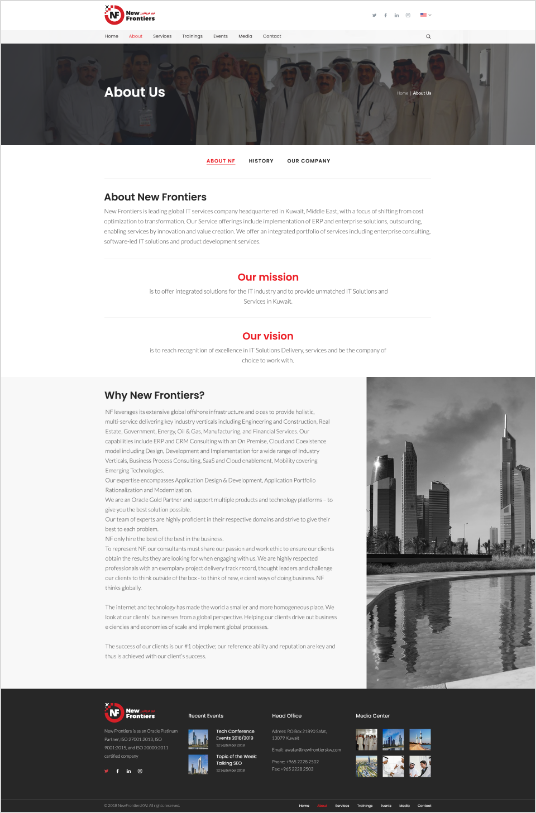 New
Frontiers
Home About Services Trainings Events Media Contact
About Us
Home | About Us
ABOUT NF HISTORY OUR COMPANY
About New Frontiers
New Frontiers is leading global IT services company headquartered in Kuwait, Middle East, with a focus of shifting from cost
optimization to transformation. Our Service offerings include implementation of ERP and enterprise solutions, outsourcing,
enabling services by innovation and value creation. We offer an integrated portfolio of services including enterprise consulting,
software-led IT solutions and product development services
Our mission
Is to offer integrated solutions for the IT industry and to provide unmatched IT Solutions and
Services in Kuwait.
Our vision
Is to reach recognition of excellence in IT Solutions Delivery, services and be the company of
choice to work with.
Why New Frontiers?
NF leverages its extensive global offshore infrastructure and offices to provide holistic,
multi-service delivering key industry verticals including Engineering and Construction, Real
Estate, Government, Energy, Oil & Gas, Manufacturing, and Financial Services. Our
capabilities include ERP and CRM Consulting with an On Premise, Cloud and Coexistence
model including Design, Development and Implementation for a wide range of Industry
Verticals, Business Process Consulting, SaaS and Cloud enablement, Mobility covering
Emerging Technologies.
Our expertise encompasses Application Design & Development, Application Portfolio
Rationalization and Modernization.
We are an Oracle Gold Partner and support multiple products and technology platforms - to
give you the best solution possible.
Our team of experts are highly proficient in their respective domains and strive to give their
best to each problem.
NF only hire the best of the best in the business.
To represent NF, our consultants must share our passion and work ethic to ensure our clients
obtain the results they are looking for when engaging with us. We are highly respected
professionals with an exemplary project delivery track record, thought leaders and challenge
our clients to think outside of the box - to think of new, e cient ways of doing business. NF
thinks globally.
The Internet and technology has made the world a smaller and more homogeneous place. We
look at our clients' business from a global perspective. Helping our clients drive our business
e ciencies and economies of scale and implement global processes.
The success of our clients is our #1 objective; our reference ability and reputation are key and
thus is achieved with our client's success.
New
Frontiers
New Frontiers is as an Oracle Platinum
Partner, ISO 27001:2013, ISO
9001:2015, and ISO 20000:2011
certified company
Recent Events
Tech Conference
Events 2018/2019
Topic of the Week:
Talking SEO
Head Office
Adress: P.O Box 21392 Safat,
13079 Kuwait
Phone: +965 2228 2532
Fax: +965 2228 2502
Media Center
Home About Services Trainings Events Media Contact